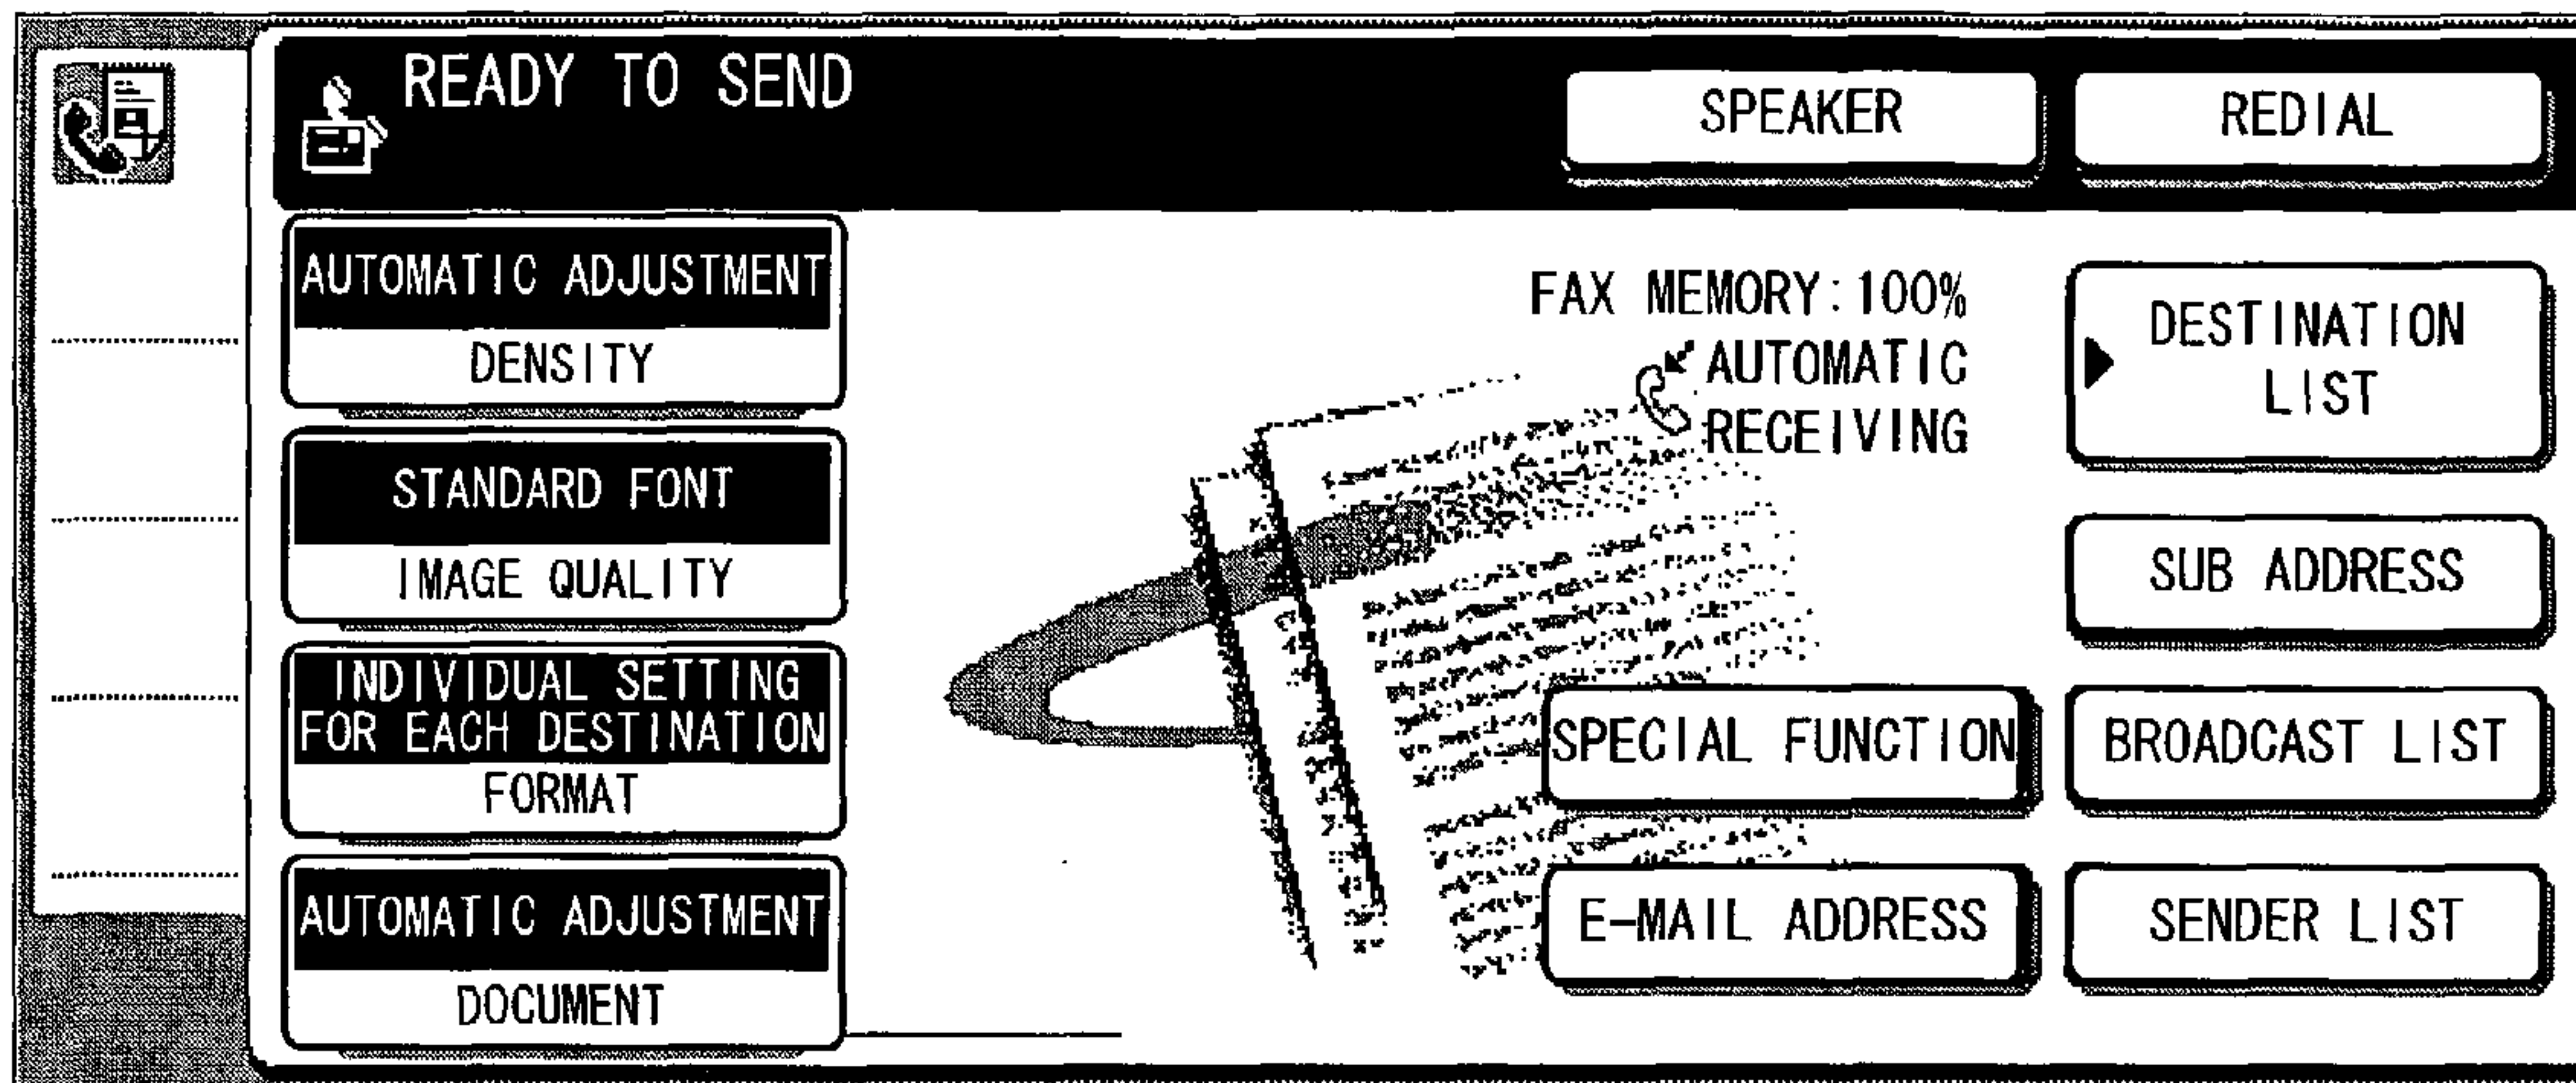 READY TO SEND
SPEAKER
REDIAL
AUTOMATIC ADJUSTMENT
DENSITY
STANDARD FONT
IMAGE QUALITY
INDIVIDUAL SETTING
FOR EACH DESTINATION
FORMAT
AUTOMATIC ADJUSTMENT
DOCUMENT
FAX MEMORY:100%
AUTOMATIC
RECEIVING
SPECIAL FUNCTION
E-MAIL ADDRESS
DESTINATION
LIST
SUB ADDRESS
BROADCAST LIST
SENDER LIST